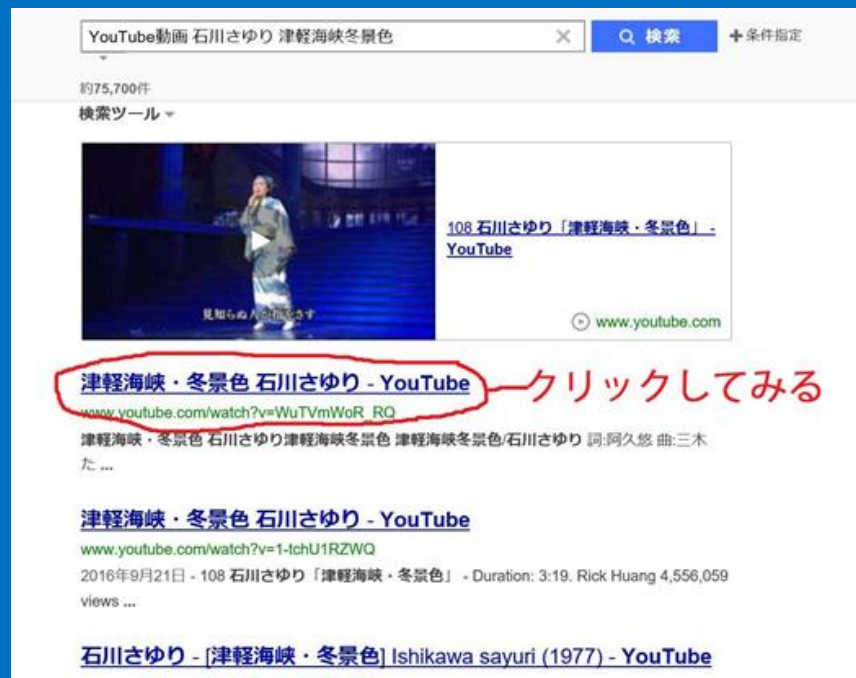 YouTube動画 石川さゆり 津軽海峡冬景色
検索
+条件指定
約75,700件
検索ツール
108 石川さゆり「津軽海峡・冬景色」 -
YouTube
見知らぬ人が指をさす
www.youtube.com
津軽海峡・冬景色 石川さゆり - YouTube
クリックしてみる
www.youtube.com/watch?v=WuTVmWoR_RQ
津軽海峡・冬景色 石川さゆり津軽海峡冬景色 津軽海峡冬景色/石川さゆり 詞:阿久悠 曲:三木
た ...
津軽海峡・冬景色 石川さゆり - YouTube
www.youtube.com/watch?v=1-tchU1RZWQ
2016年9月21日 - 108 石川さゆり「津軽海峡・冬景色」 - Duration: 3:19. Rick Huang 4,556,059
views ...
石川さゆり - [津軽海峡・冬景色] Ishikawa sayuri (1977) - YouTube